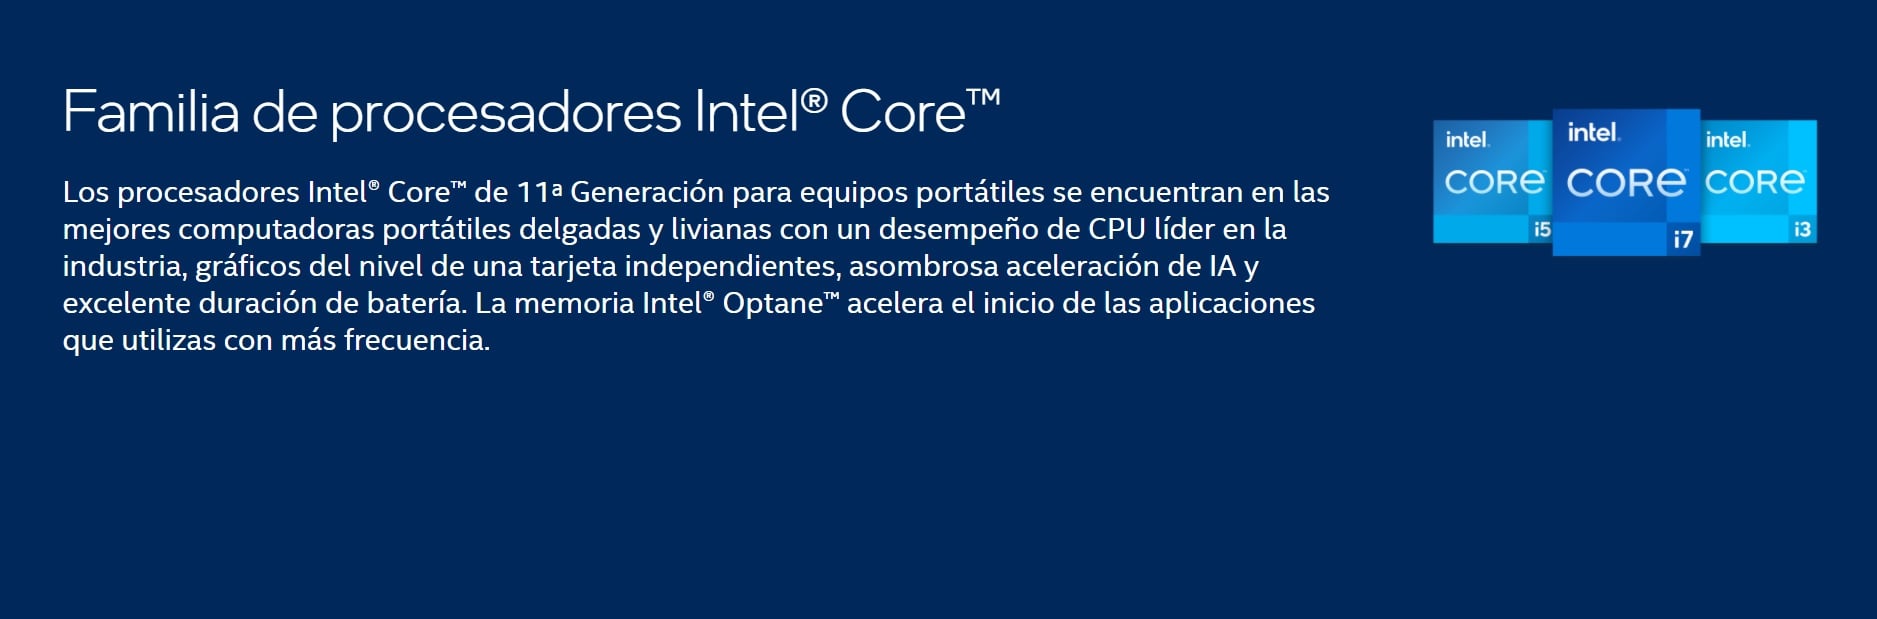 Familia de procesadores Intel® Core™
Los procesadores Intel® Core™ de 11ª Generación para equipos portátiles se encuentran en las
mejores computadoras portátiles delgadas y livianas con un desempeño de CPU líder en la
industria, gráficos del nivel de una tarjeta independientes, asombrosa aceleración de IA y
excelente duración de batería. La memoria Intel® Optane™ acelera el inicio de las aplicaciones
que utilizas con más frecuencia.
intel.
CORE™
i5
intel.
CORE™
i7
intel.
CORE™
i3